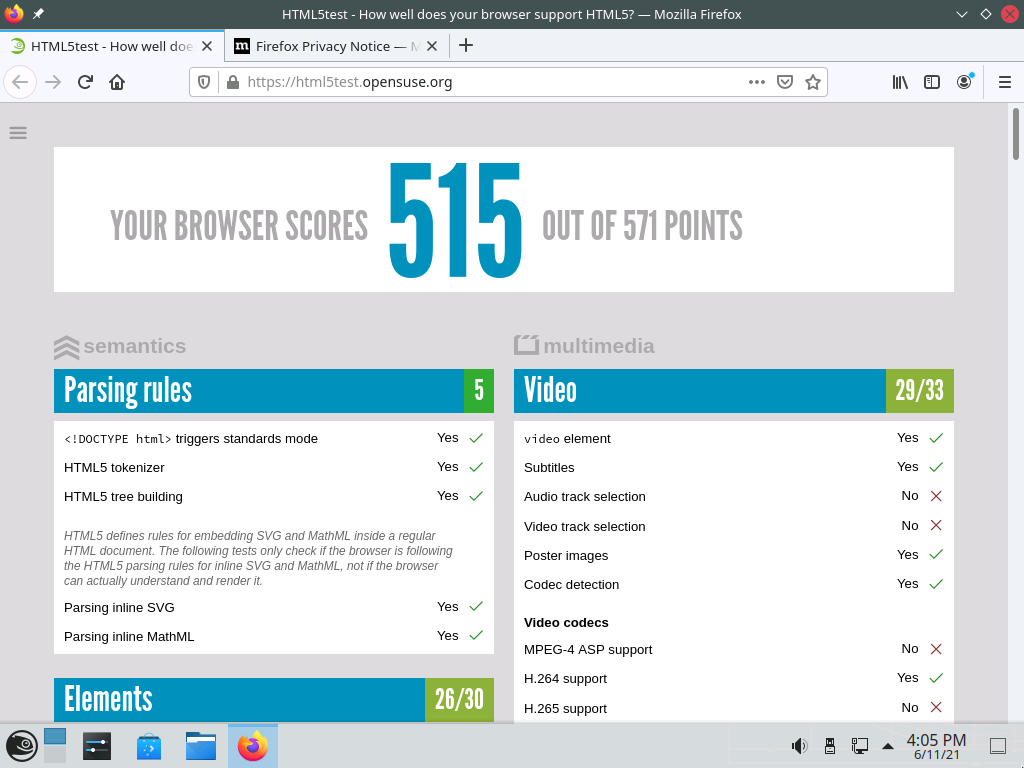 HTML5test - How well does your browser support HTML5? — Mozilla Firefox
HTML5test - How well doe
Firefox Privacy Notice — M
https://html5test.opensuse.org
YOUR BROWSER SCORES 515 OUT OF 571 POINTS
semantics
Parsing rules 5
<!DOCTYPE html> triggers standards mode Yes
HTML5 tokenizer Yes
HTML5 tree building Yes
HTML5 defines rules for embedding SVG and MathML inside a regular
HTML document. The following tests only check if the browser is following
the HTML5 parsing rules for inline SVG and MathML, not if the browser
can actually understand and render it.
Parsing inline SVG Yes
Parsing inline MathML Yes
Elements 26/30
multimedia
Video 29/33
video element Yes
Subtitles Yes
Audio track selection No
Video track selection No
Poster images Yes
Codec detection Yes
Video codecs
MPEG-4 ASP support No
H.264 support Yes
H.265 support No
4:05 PM
6/11/21